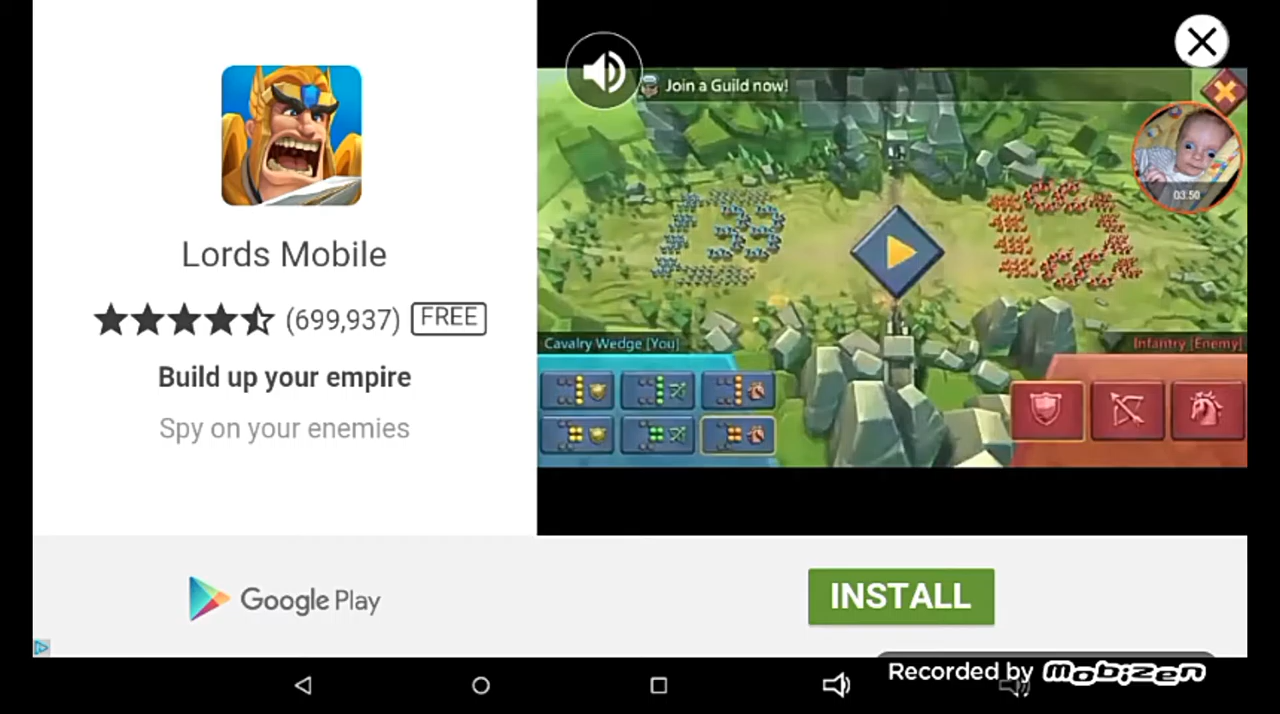 Join a Guild now!
03:50
Lords Mobile
(699,937) FREE
Build up your empire
Spy on your enemies
Cavalry Wedge [You]
Infantry [Enemy]
Google Play
INSTALL
Recorded by Mobizen